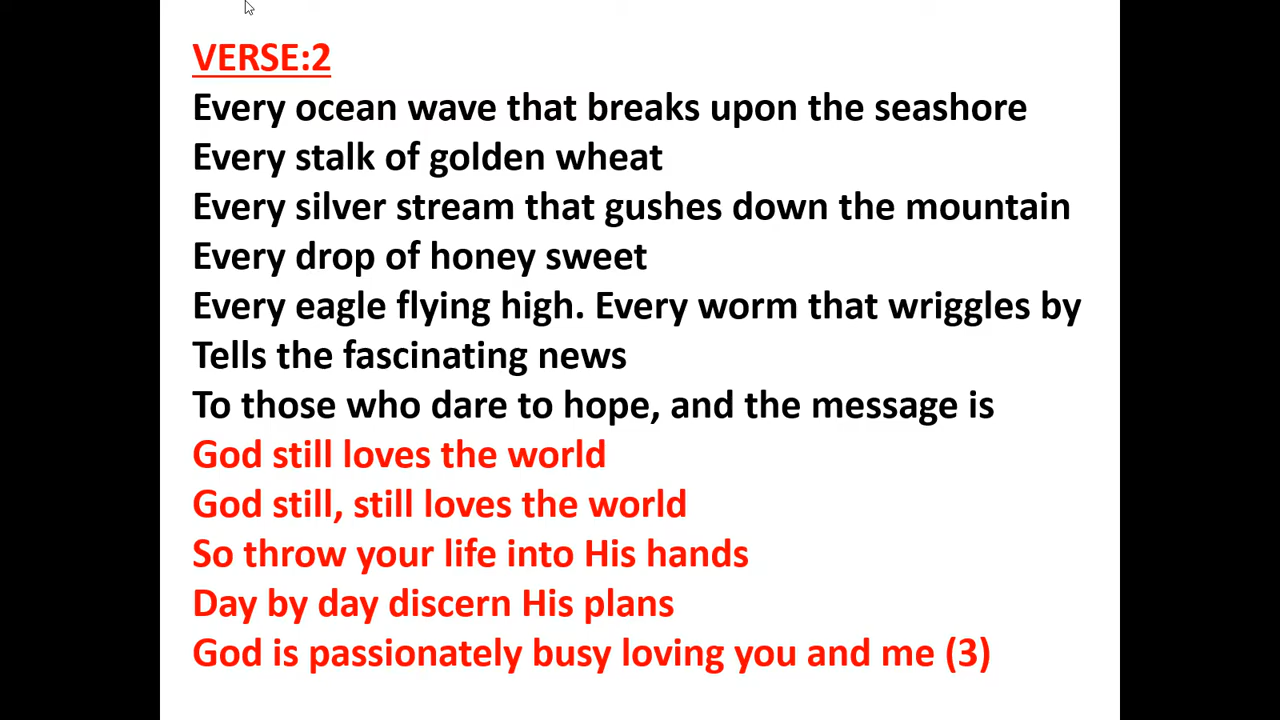 VERSE:2
Every ocean wave that breaks upon the seashore
Every stalk of golden wheat
Every silver stream that gushes down the mountain
Every drop of honey sweet
Every eagle flying high. Every worm that wriggles by
Tells the fascinating news
To those who dare to hope, and the message is
God still loves the world
God still, still loves the world
So throw your life into His hands
Day by day discern His plans
God is passionately busy loving you and me (3)